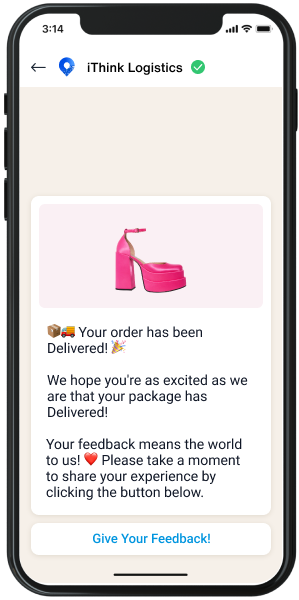 3:14
iThink Logistics
📦🚚 Your order has been
Delivered! 🎉
We hope you're as excited as we
are that your package has
Delivered!
Your feedback means the world
to us! ❤️ Please take a moment
to share your experience by
clicking the button below.
Give Your Feedback!